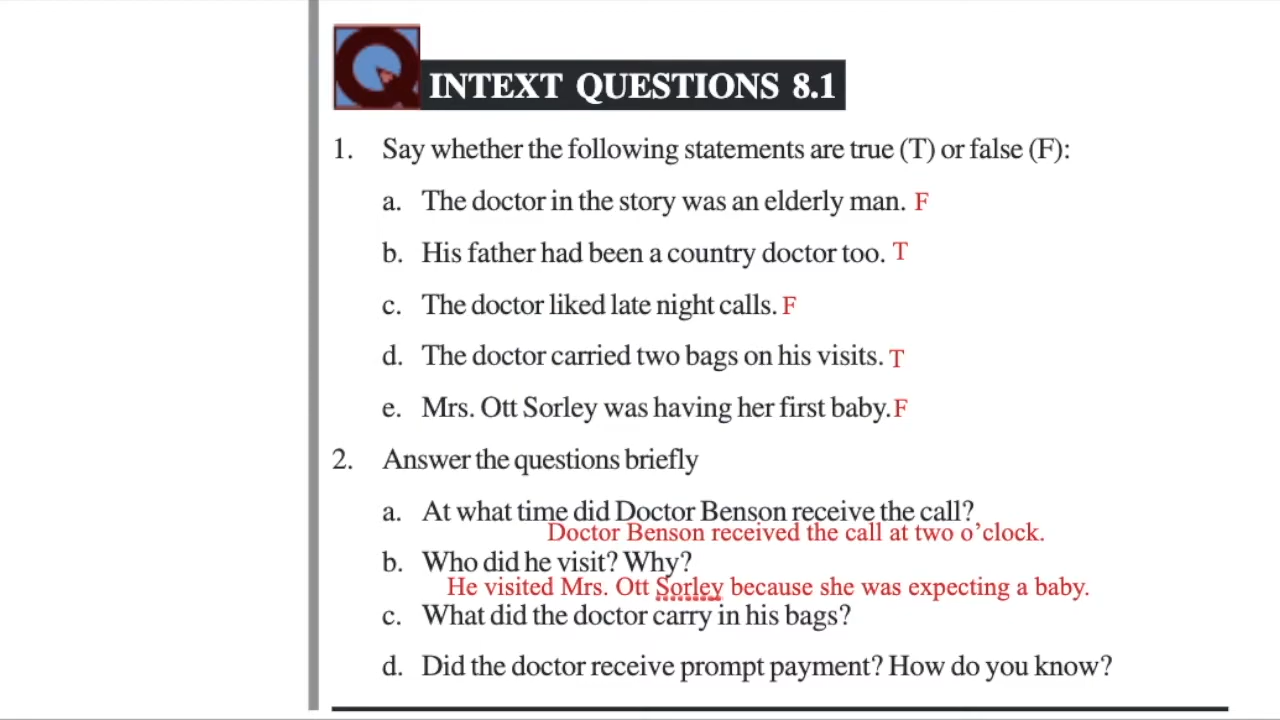 INTEXT QUESTIONS 8.1
1. Say whether the following statements are true (T) or false (F):
a. The doctor in the story was an elderly man. F
b. His father had been a country doctor too. T
c. The doctor liked late night calls. F
d. The doctor carried two bags on his visits. T
e. Mrs. Ott Sorley was having her first baby. F
2. Answer the questions briefly
a. At what time did Doctor Benson receive the call?
Doctor Benson received the call at two o’clock.
b. Who did he visit? Why?
He visited Mrs. Ott Sorley because she was expecting a baby.
c. What did the doctor carry in his bags?
d. Did the doctor receive prompt payment? How do you know?